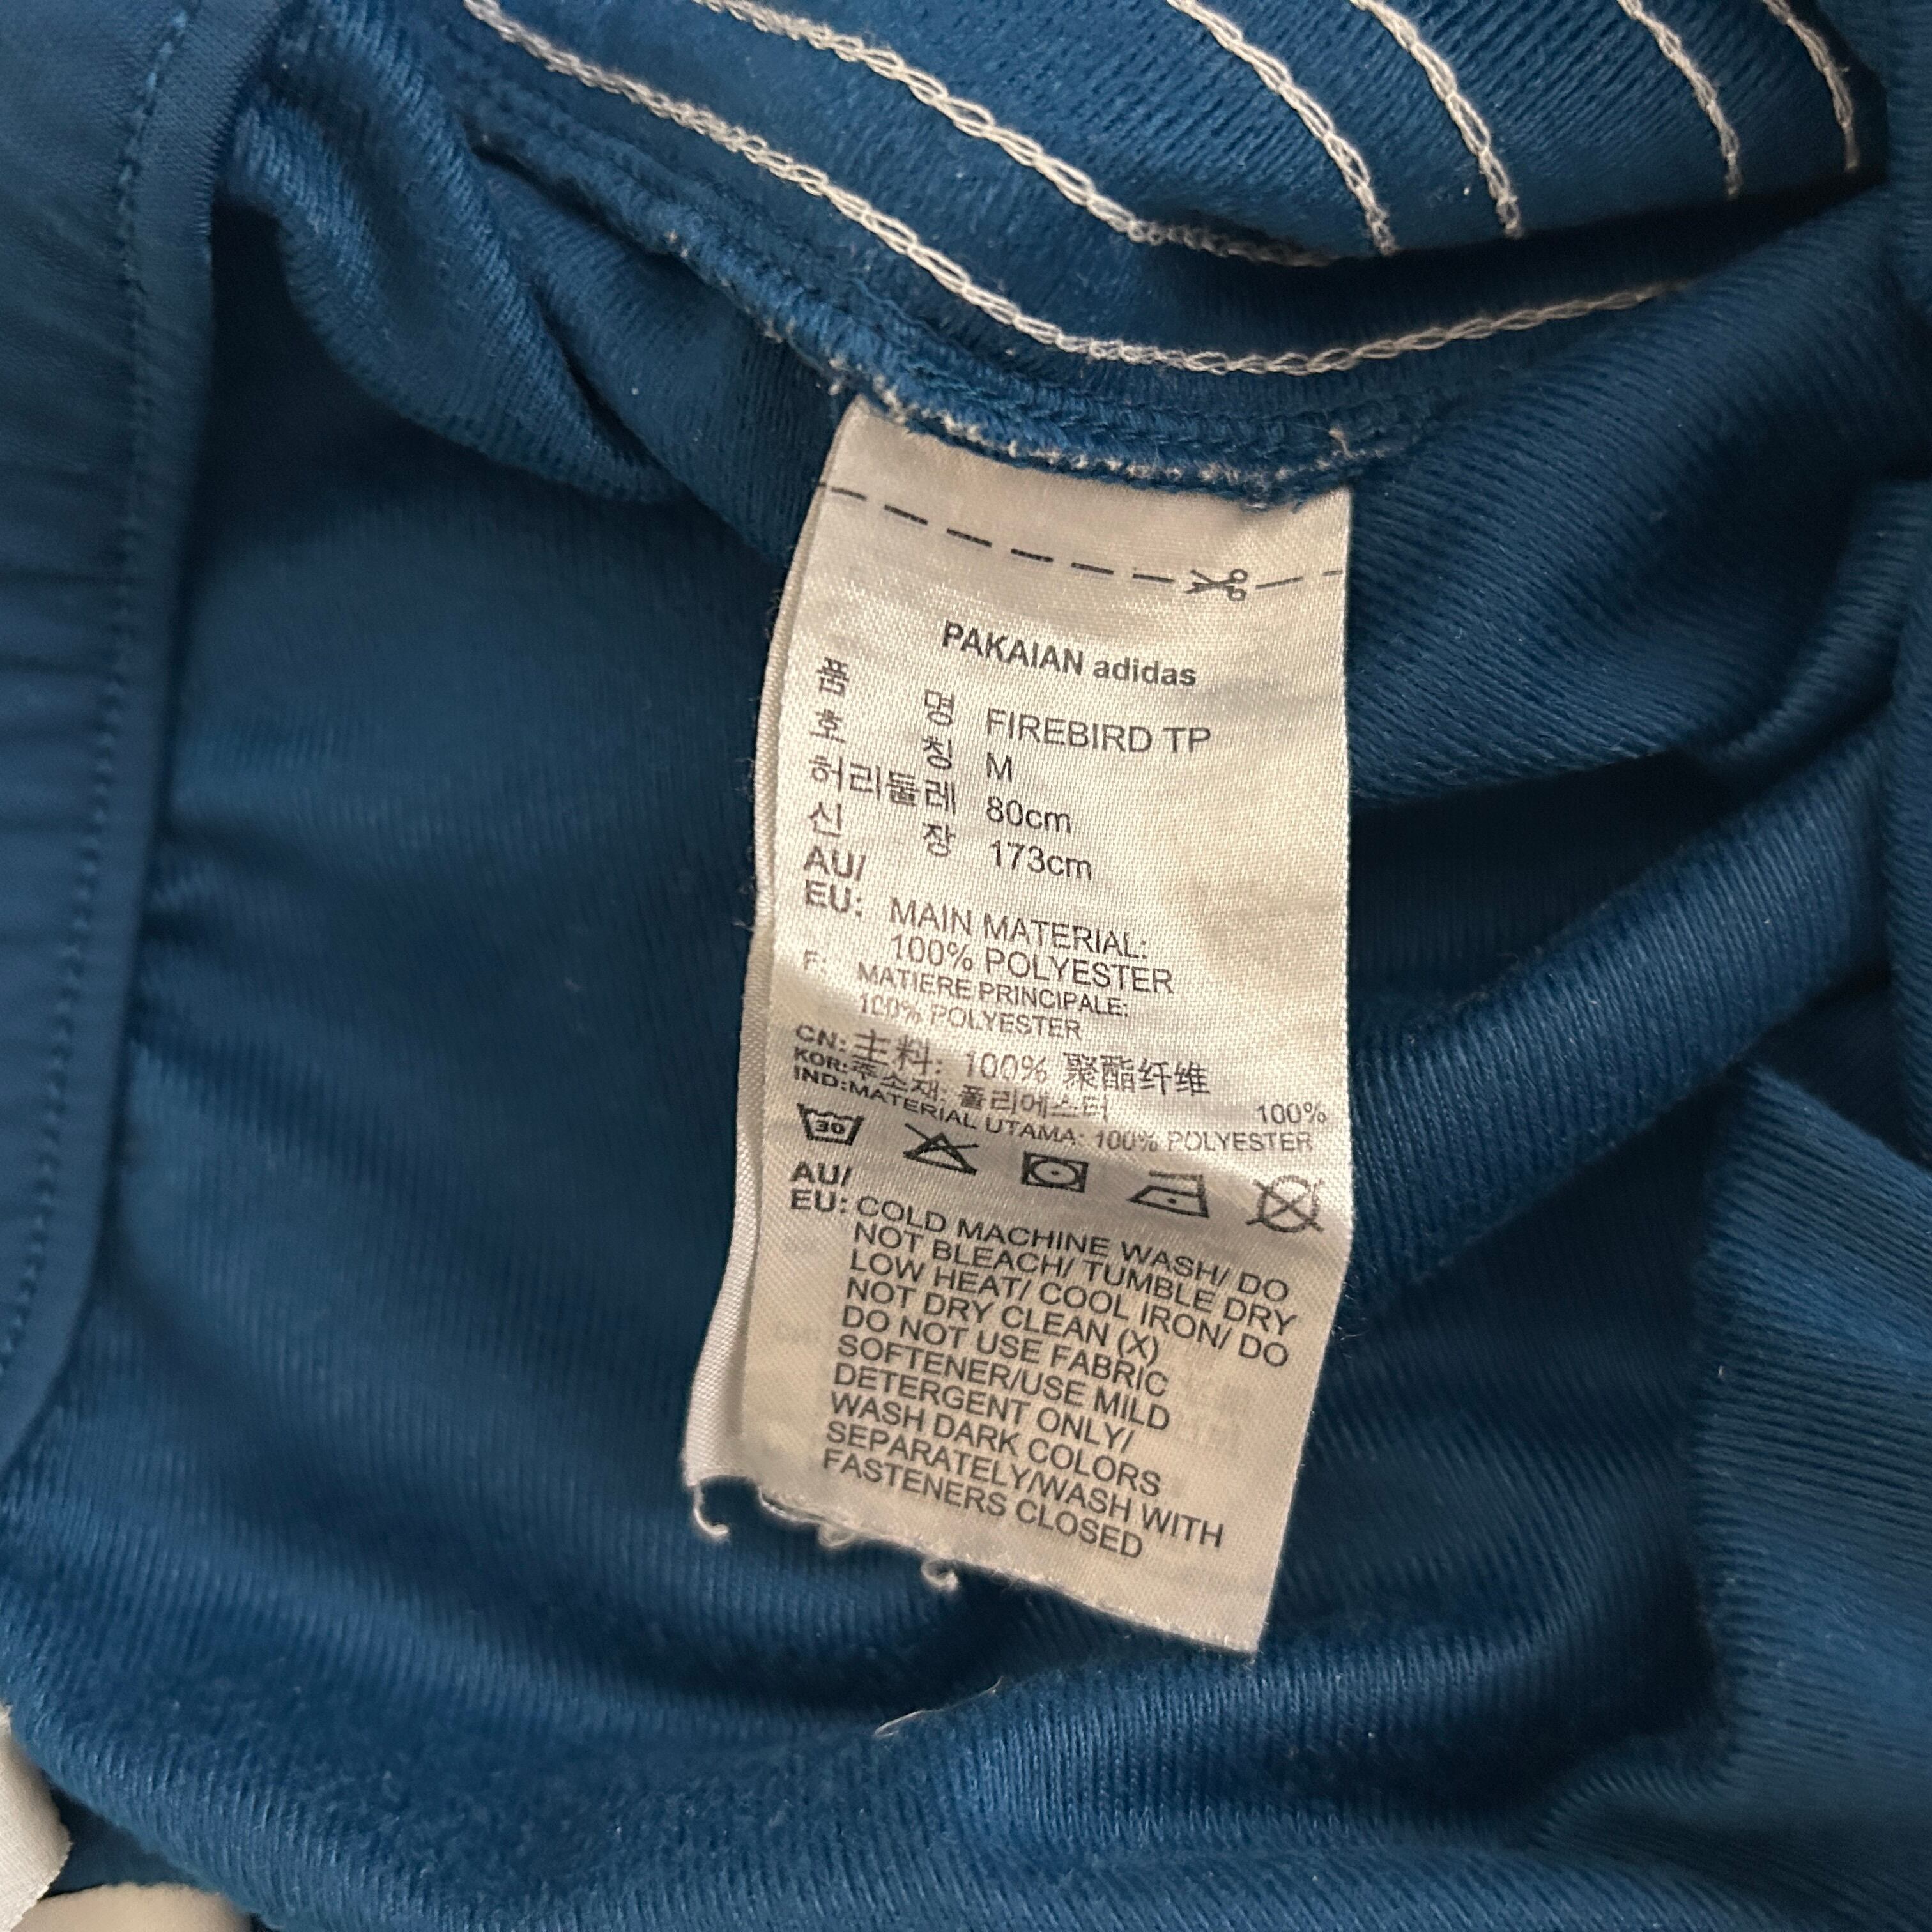 PAKAIAN adidas
품 명 FIREBIRD TP
호 칭 M
허리둘레 80cm
신 장 173cm
AU/
EU: MAIN MATERIAL:
100% POLYESTER
F: MATIERE PRINCIPALE:
100% POLYESTER
CN: 主料: 100% 聚酯纤维
KOR: 주소재: 폴리에스터 100%
IND: MATERIAL UTAMA: 100% POLYESTER
30
AU/
EU: COLD MACHINE WASH/ DO
NOT BLEACH/ TUMBLE DRY
LOW HEAT/ COOL IRON/ DO
NOT DRY CLEAN (X)
DO NOT USE FABRIC
SOFTENER/USE MILD
DETERGENT ONLY/
WASH DARK COLORS
SEPARATELY/WASH WITH
FASTENERS CLOSED